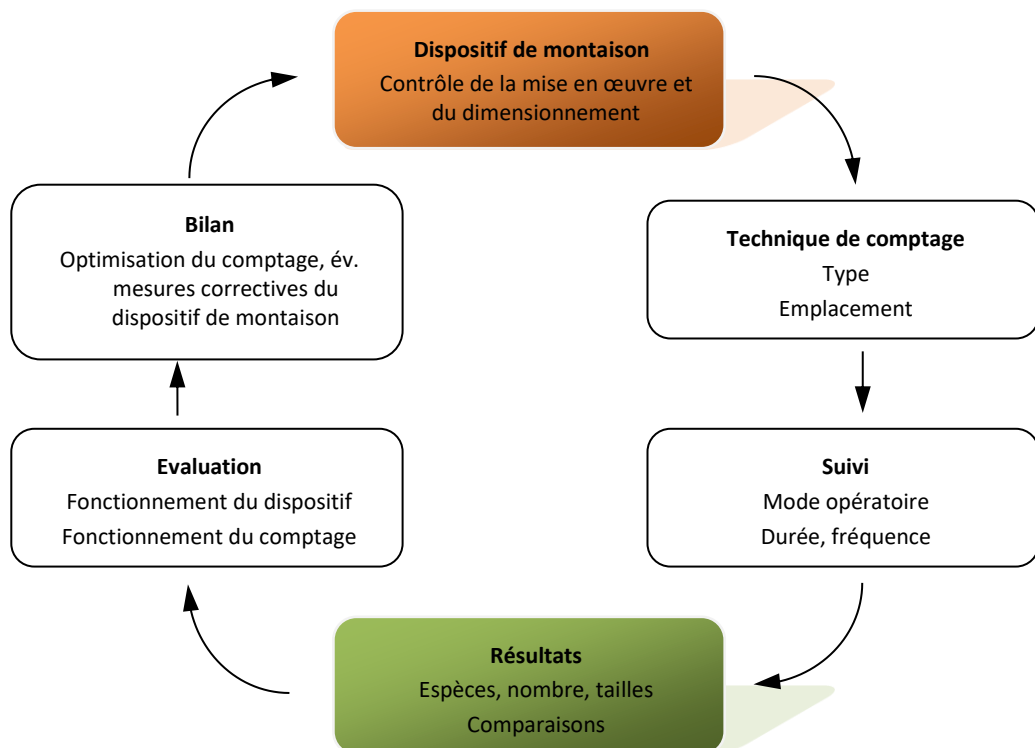 Dispositif de montaison
Contrôle de la mise en œuvre et
du dimensionnement
Technique de comptage
Type
Emplacement
Suivi
Mode opératoire
Durée, fréquence
Résultats
Espèces, nombre, tailles
Comparaisons
Evaluation
Fonctionnement du dispositif
Fonctionnement du comptage
Bilan
Optimisation du comptage, év.
mesures correctives du
dispositif de montaison